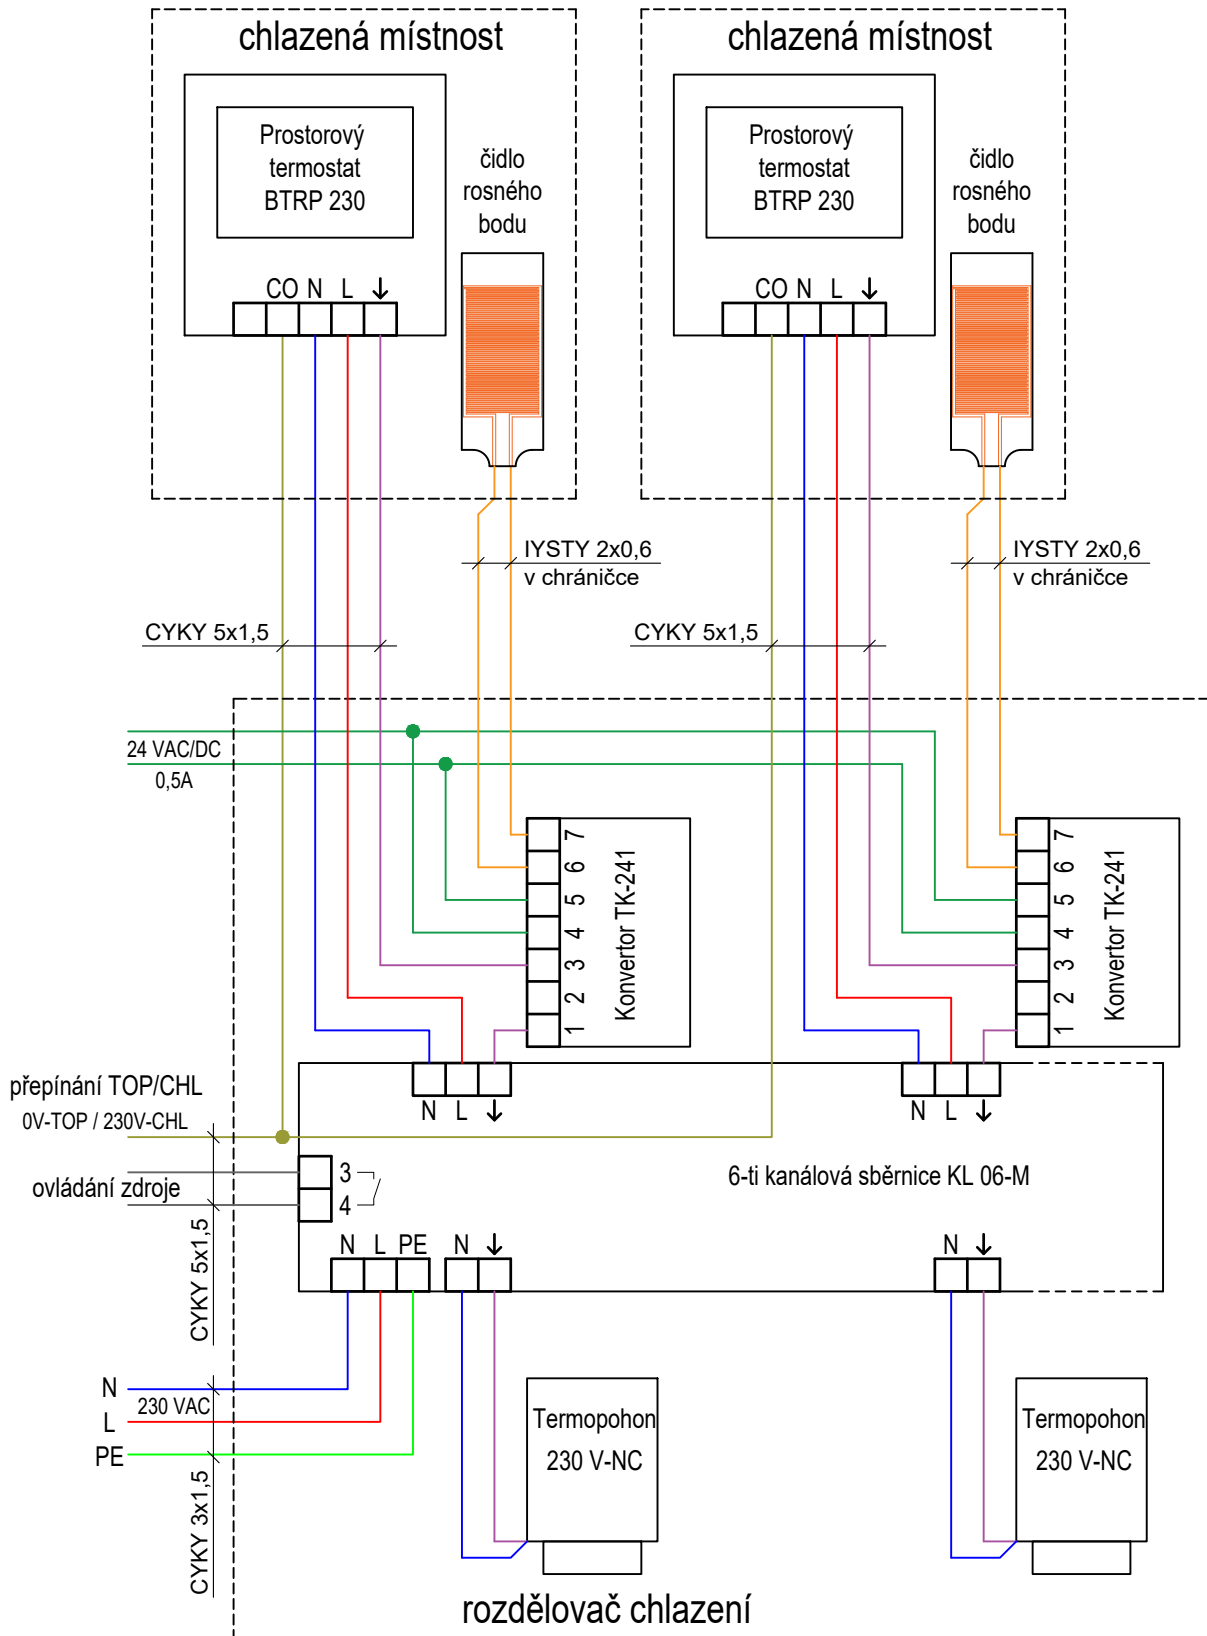 chlazená místnost
Prostorový
termostat
BTRP 230
čidlo
rosného
bodu
CO N L ↓
IYSTY 2x0,6
v chráničce
CYKY 5x1,5
chlazená místnost
Prostorový
termostat
BTRP 230
čidlo
rosného
bodu
CO N L ↓
IYSTY 2x0,6
v chráničce
CYKY 5x1,5
24 VAC/DC
0,5A
7
6
5
4
3
2
1
Konvertor TK-241
7
6
5
4
3
2
1
Konvertor TK-241
N L ↓
N L ↓
přepínání TOP/CHL
0V-TOP / 230V-CHL
ovládání zdroje
3
4
6-ti kanálová sběrnice KL 06-M
CYKY 5x1,5
N L PE N ↓
N ↓
N
230 VAC
L
PE
CYKY 3x1,5
Termopohon
230 V-NC
Termopohon
230 V-NC
rozdělovač chlazení